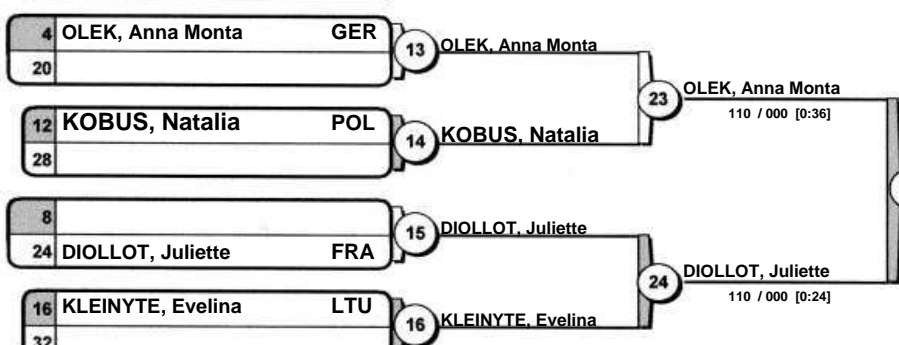 4 OLEK, Anna Monta GER
20
13 OLEK, Anna Monta
12 KOBUS, Natalia POL
28
14 KOBUS, Natalia
23 OLEK, Anna Monta
110 / 000 [0:36]
8
24 DIOLLOT, Juliette FRA
15 DIOLLOT, Juliette
16 KLEINYTE, Evelina LTU
32
16 KLEINYTE, Evelina
24 DIOLLOT, Juliette
110 / 000 [0:24]